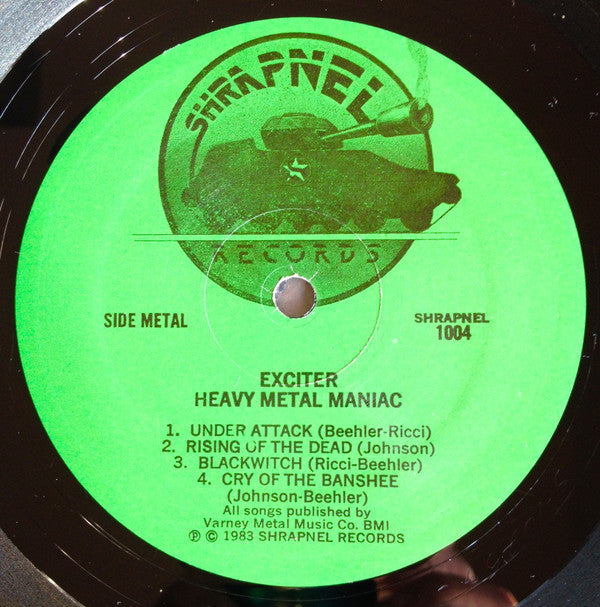 SHRAPNEL
RECORDS
SIDE METAL
SHRAPNEL
1004
EXCITER
HEAVY METAL MANIAC
1. UNDER ATTACK (Beehler-Ricci)
2. RISING OF THE DEAD (Johnson)
3. BLACKWITCH (Ricci-Beehler)
4. CRY OF THE BANSHEE
(Johnson-Beehler)
All songs published by
Varney Metal Music Co. BMI
℗ © 1983 SHRAPNEL RECORDS